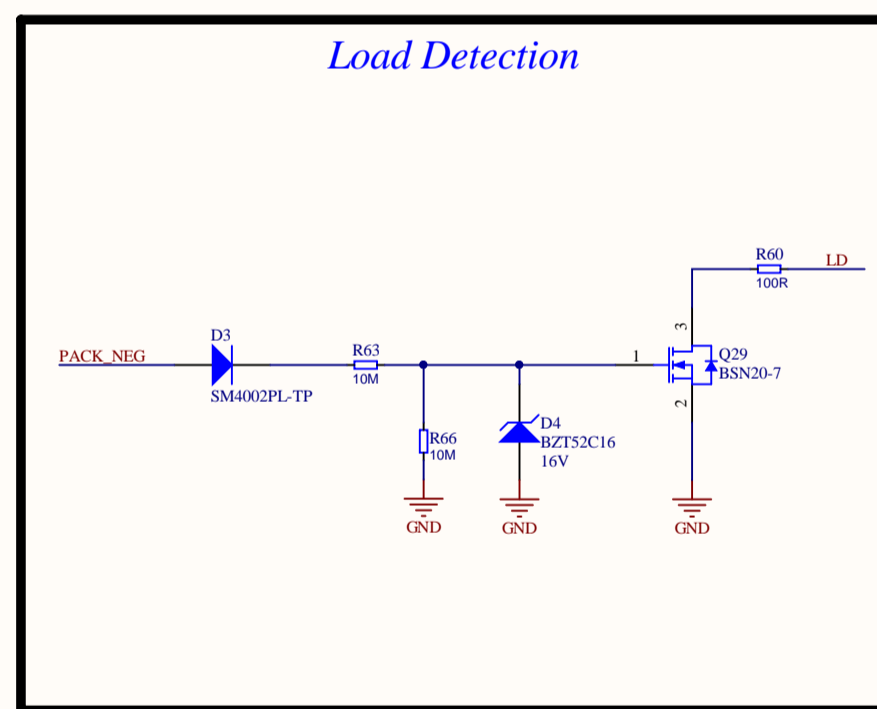 Load Detection
R60
LD
100R
3
D3
PACK_NEG
R63
1
Q29
BSN20-7
10M
SM4002PL-TP
2
R66
10M
D4
BZT52C16
16V
GND
GND
GND